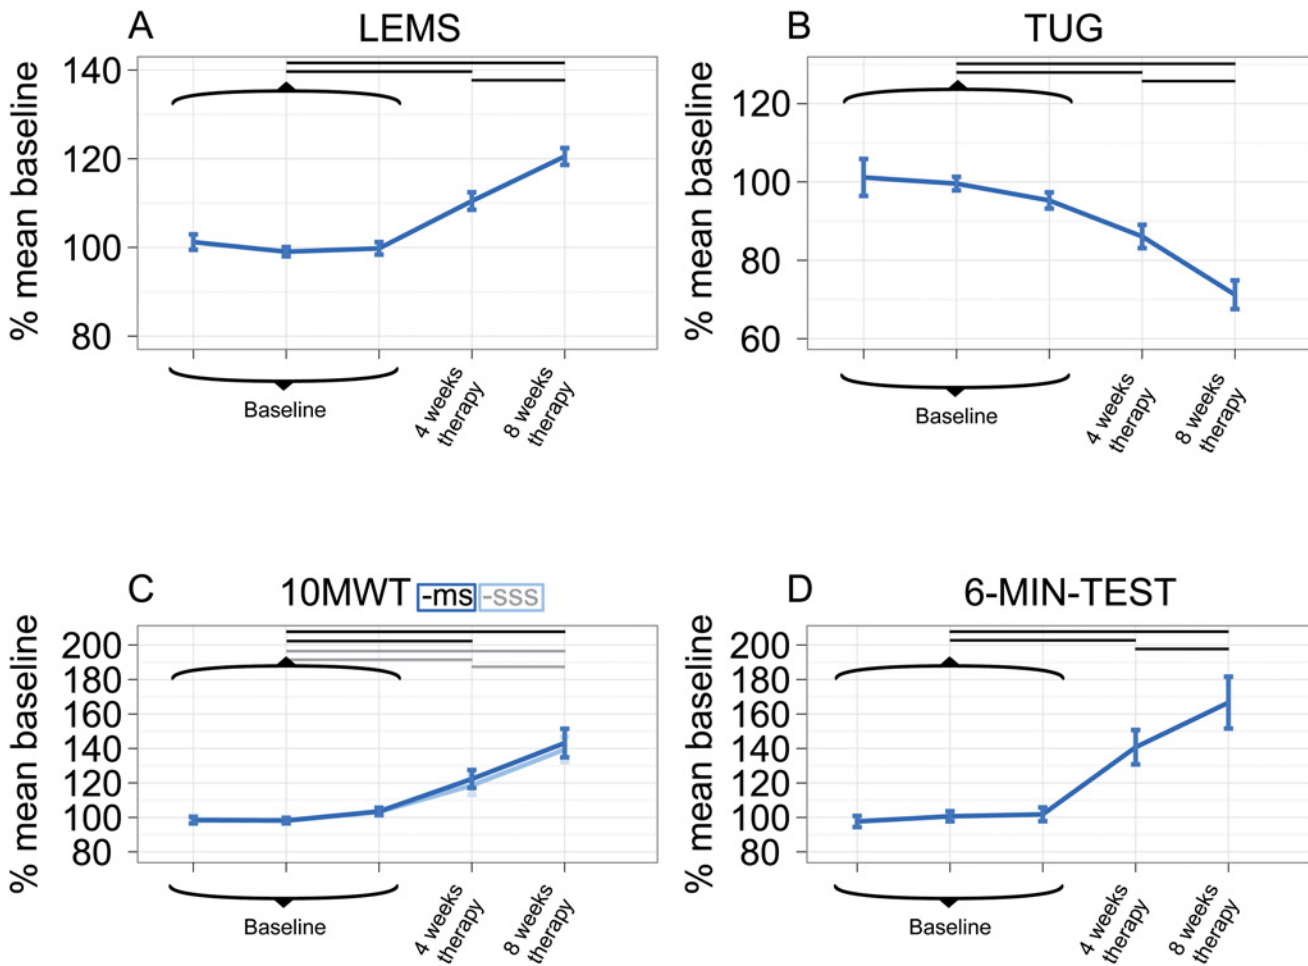 A LEMS
% mean baseline
140
120
100
80
Baseline
4 weeks
therapy
8 weeks
therapy
B TUG
% mean baseline
120
100
80
60
Baseline
4 weeks
therapy
8 weeks
therapy
C 10MWT -ms -sss
% mean baseline
200
180
160
140
120
100
80
Baseline
4 weeks
therapy
8 weeks
therapy
D 6-MIN-TEST
% mean baseline
200
180
160
140
120
100
80
Baseline
4 weeks
therapy
8 weeks
therapy